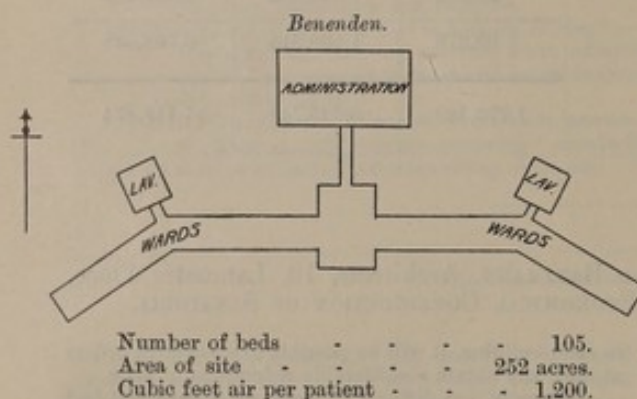 Benenden.
ADMINISTRATION
LAV.
LAV.
WARDS
WARDS
Number of beds - - - - 105.
Area of site - - - - 252 acres.
Cubic feet air per patient - - - 1,200.